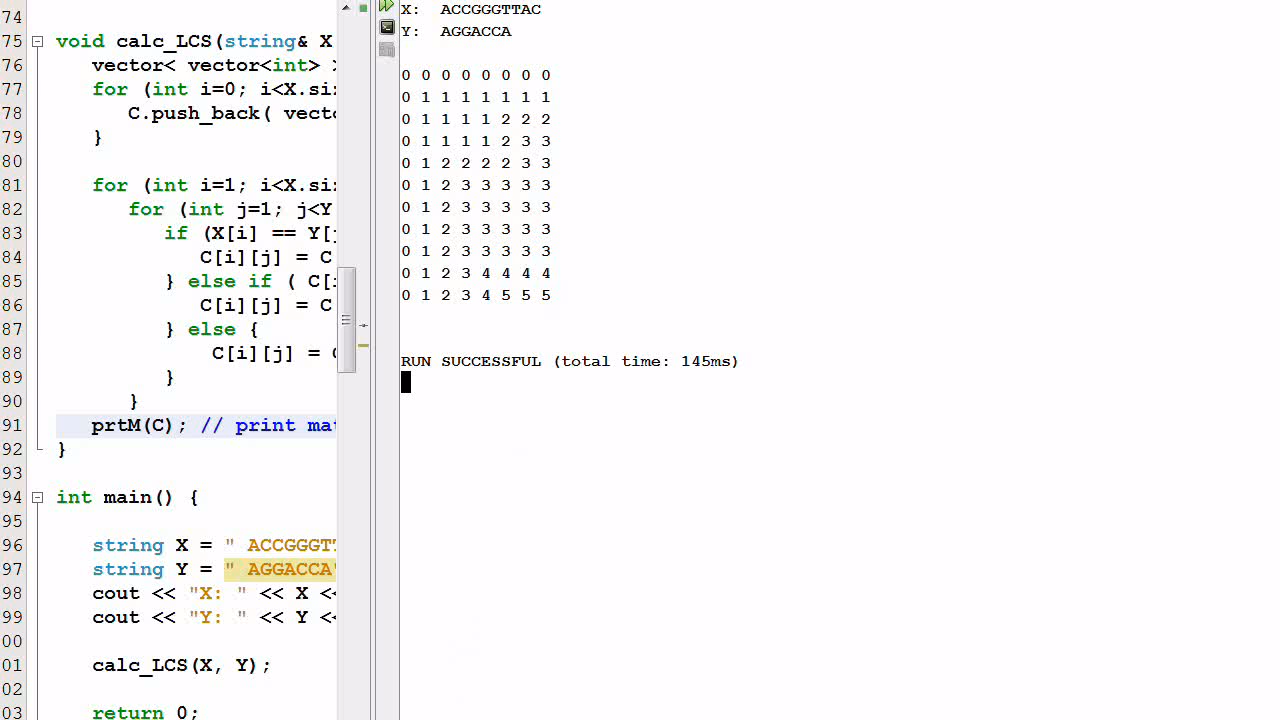 74
75 void calc_LCS(string& X
76 vector< vector<int> >
77 for (int i=0; i<X.si
78 C.push_back( vect
79 }
80
81 for (int i=1; i<X.si
82 for (int j=1; j<Y
83 if (X[i] == Y[
84 C[i][j] = C
85 } else if ( C[
86 C[i][j] = C
87 } else {
88 C[i][j] =
89 }
90 }
91 prtM(C); // print ma
92 }
93
94 int main() {
95
96 string X = " ACCGGGTT
97 string Y = " AGGACCA"
98 cout << "X: " << X <<
99 cout << "Y: " << Y <<
00
01 calc_LCS(X, Y);
02
03 return 0;
X: ACCGGGTTAC
Y: AGGACCA
0 0 0 0 0 0 0 0
0 1 1 1 1 1 1 1
0 1 1 1 1 2 2 2
0 1 1 1 1 2 3 3
0 1 2 2 2 2 3 3
0 1 2 3 3 3 3 3
0 1 2 3 3 3 3 3
0 1 2 3 3 3 3 3
0 1 2 3 3 3 3 3
0 1 2 3 4 4 4 4
0 1 2 3 4 5 5 5
RUN SUCCESSFUL (total time: 145ms)